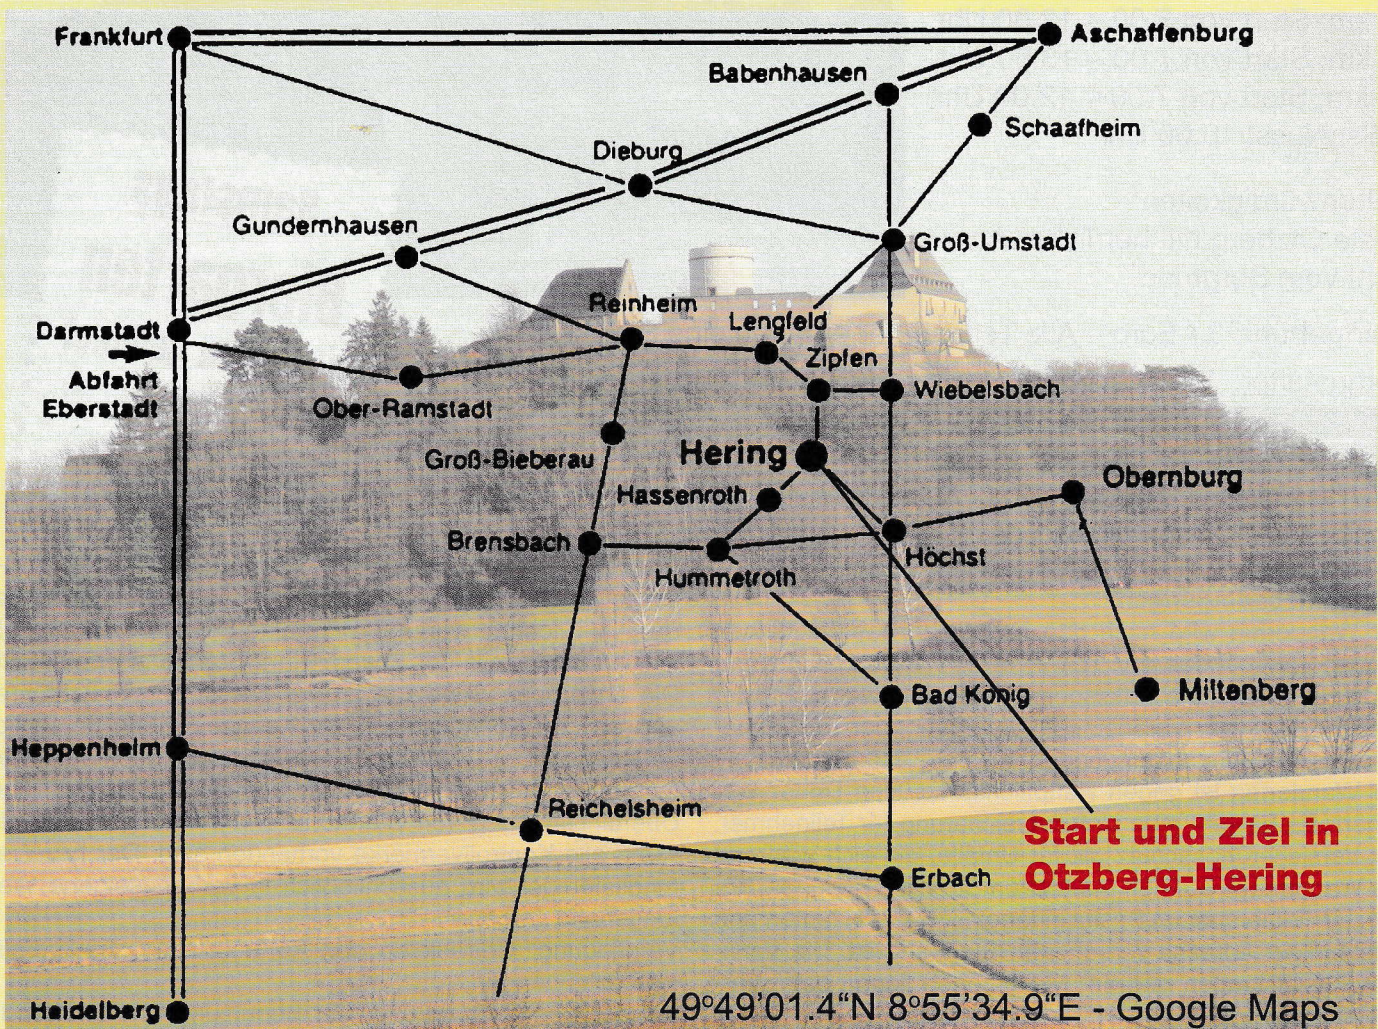 Frankfurt
Aschaffenburg
Babenhausen
Schaafheim
Dieburg
Gundernhausen
Groß-Umstadt
Reinheim
Lengfeld
Darmstadt
Zipfen
Abfahrt
Eberstadt
Ober-Ramstadt
Wiebelsbach
Groß-Bieberau
Hering
Obernburg
Hassenroth
Brensbach
Höchst
Hummetroth
Miltenberg
Bad König
Heppenheim
Reichelsheim
Start und Ziel in
Otzberg-Hering
Erbach
Heidelberg
49°49'01.4“N 8°55'34.9“E - Google Maps